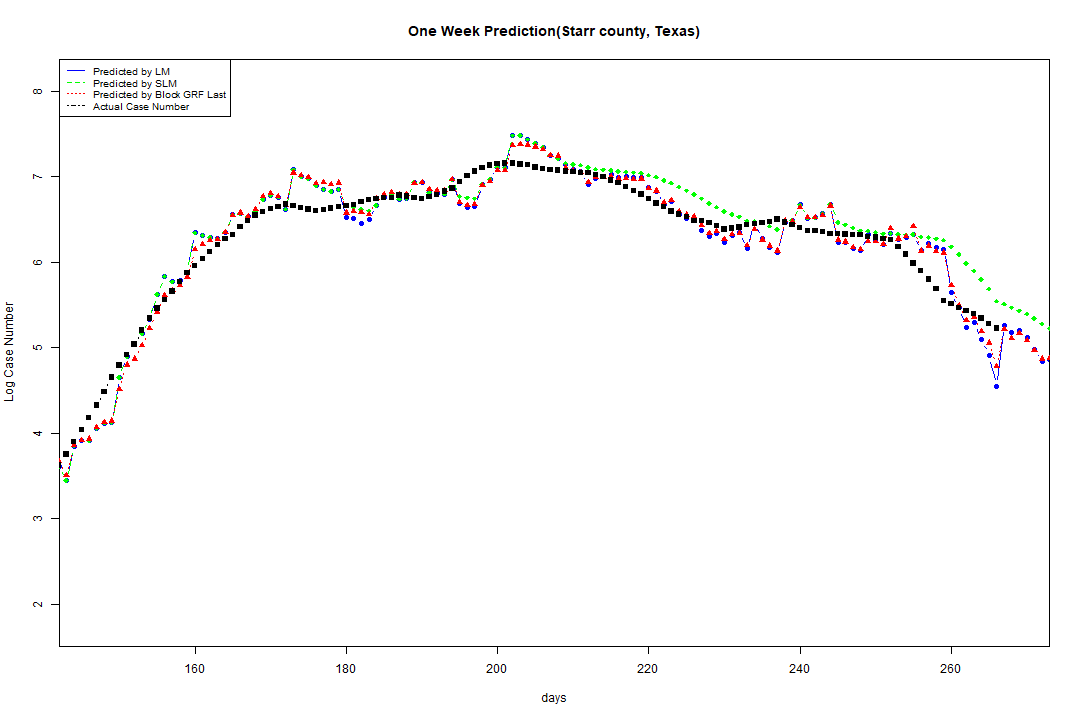 One Week Prediction(Starr county, Texas)
Predicted by LM
Predicted by SLM
Predicted by Block GRF Last
Actual Case Number
8
7
6
5
4
3
2
Log Case Number
160 180 200 220 240 260
days